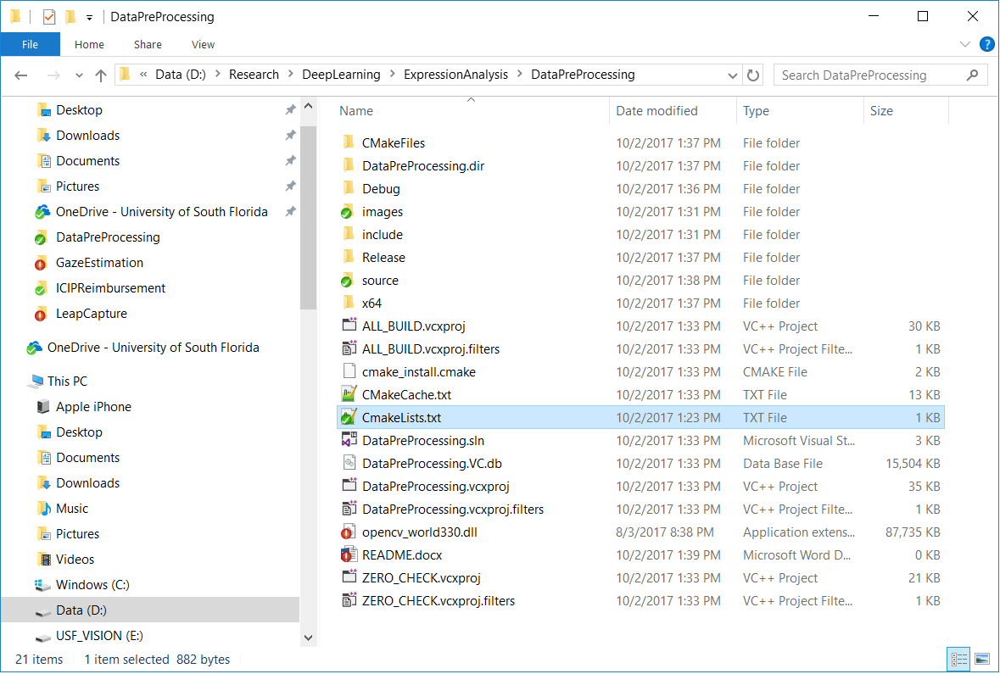 DataPreProcessing
File Home Share View
« Data (D:) > Research > DeepLearning > ExpressionAnalysis > DataPreProcessing
Search DataPreProcessing
Desktop
Downloads
Documents
Pictures
OneDrive - University of South Florida
DataPreProcessing
GazeEstimation
ICIPReimbursement
LeapCapture
OneDrive - University of South Florida
This PC
Apple iPhone
Desktop
Documents
Downloads
Music
Pictures
Videos
Windows (C:)
Data (D:)
USF_VISION (E:)
Name Date modified Type Size
CMakeFiles 10/2/2017 1:37 PM File folder
DataPreProcessing.dir 10/2/2017 1:37 PM File folder
Debug 10/2/2017 1:36 PM File folder
images 10/2/2017 1:31 PM File folder
include 10/2/2017 1:31 PM File folder
Release 10/2/2017 1:37 PM File folder
source 10/2/2017 1:38 PM File folder
x64 10/2/2017 1:37 PM File folder
ALL_BUILD.vcxproj 10/2/2017 1:33 PM VC++ Project 30 KB
ALL_BUILD.vcxproj.filters 10/2/2017 1:33 PM VC++ Project Filte... 1 KB
cmake_install.cmake 10/2/2017 1:33 PM CMAKE File 2 KB
CMakeCache.txt 10/2/2017 1:33 PM TXT File 13 KB
CmakeLists.txt 10/2/2017 1:23 PM TXT File 1 KB
DataPreProcessing.sln 10/2/2017 1:33 PM Microsoft Visual St... 3 KB
DataPreProcessing.VC.db 10/2/2017 1:33 PM Data Base File 15,504 KB
DataPreProcessing.vcxproj 10/2/2017 1:33 PM VC++ Project 35 KB
DataPreProcessing.vcxproj.filters 10/2/2017 1:33 PM VC++ Project Filte... 1 KB
opencv_world330.dll 8/3/2017 8:38 PM Application extens... 87,735 KB
README.docx 10/2/2017 1:39 PM Microsoft Word D... 0 KB
ZERO_CHECK.vcxproj 10/2/2017 1:33 PM VC++ Project 21 KB
ZERO_CHECK.vcxproj.filters 10/2/2017 1:33 PM VC++ Project Filte... 1 KB
21 items 1 item selected 882 bytes